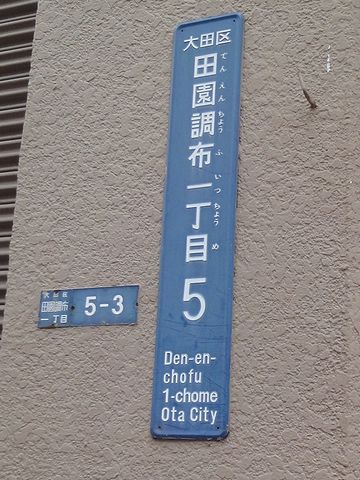 大田区
田園調布一丁目
でんえんちょうふいっちょうめ
5
Den-en-
chofu
1-chome
Ota City
大田区
田園調布
一丁目
5-3